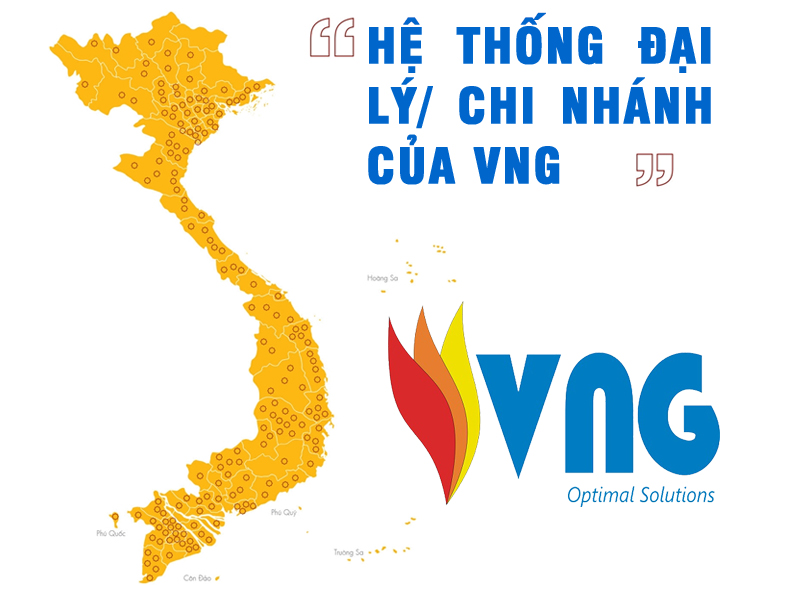 HỆ THỐNG ĐẠI
LÝ/ CHI NHÁNH
CỦA VNG
Hoàng Sa
VNG
Optimal Solutions
Phú Quý
Phú Quốc
Trường Sa
Côn Đảo